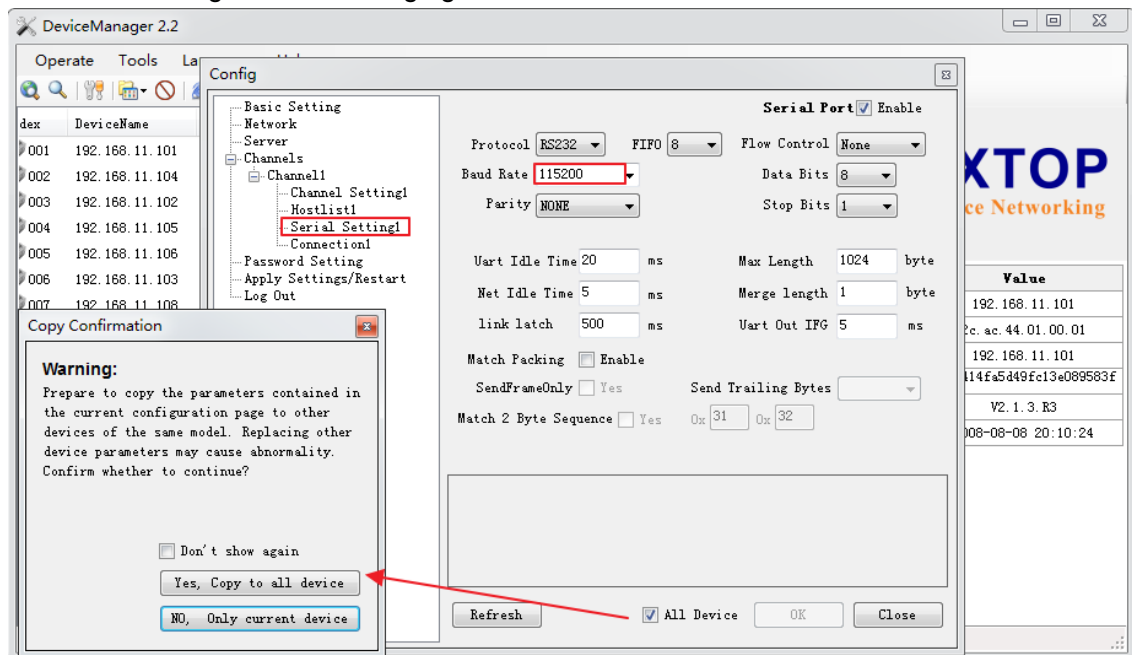 DeviceManager 2.2
Operate Tools La
Config
dex DeviceName
001 192.168.11.101
002 192.168.11.104
003 192.168.11.102
004 192.168.11.105
005 192.168.11.106
006 192.168.11.103
007 192.168.11.108
Basic Setting
Network
Server
Channels
Channel1
Channel Setting1
Hostlist1
Serial Setting1
Connection1
Password Setting
Apply Settings/Restart
Log Out
Serial Port Enable
Protocol RS232 FIFO 8 Flow Control None
Baud Rate 115200 Data Bits 8
Parity NONE Stop Bits 1
Uart Idle Time 20 ms Max Length 1024 byte
Net Idle Time 5 ms Merge length 1 byte
link latch 500 ms Uart Out IFG 5 ms
Match Packing Enable
SendFrameOnly Yes Send Trailing Bytes
Match 2 Byte Sequence Yes 0x 31 0x 32
Refresh All Device OK Close
XTOP
ce Networking
Value
192.168.11.101
2c.ac.44.01.00.01
192.168.11.101
414fa5d49fc13e089583f
V2.1.3.R3
008-08-08 20:10:24
Copy Confirmation
Warning:
Prepare to copy the parameters contained in
the current configuration page to other
devices of the same model. Replacing other
device parameters may cause abnormality.
Confirm whether to continue?
Don't show again
Yes, Copy to all device
NO, Only current device